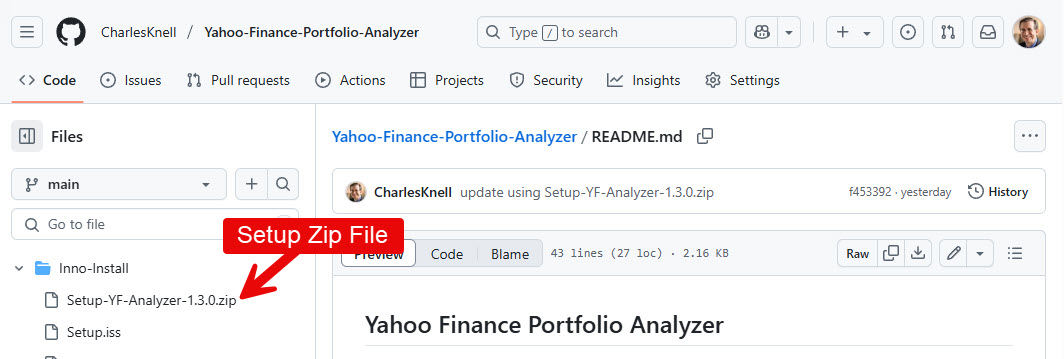 CharlesKnell / Yahoo-Finance-Portfolio-Analyzer
Type / to search
Code Issues Pull requests Actions Projects Security Insights Settings
Files
Yahoo-Finance-Portfolio-Analyzer / README.md
main
CharlesKnell update using Setup-YF-Analyzer-1.3.0.zip
f453392 · yesterday
History
Go to file
Setup Zip File
Preview Code Blame
43 lines (27 loc) · 2.16 KB
Raw
Inno-Install
Setup-YF-Analyzer-1.3.0.zip
Setup.iss
Yahoo Finance Portfolio Analyzer